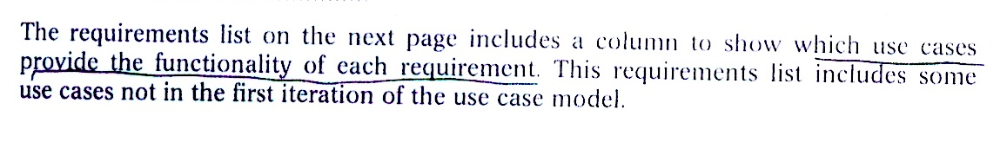 The requirements list on the next page includes a column to show which use cases
provide the functionality of each requirement. This requirements list includes some
use cases not in the first iteration of the use case model.